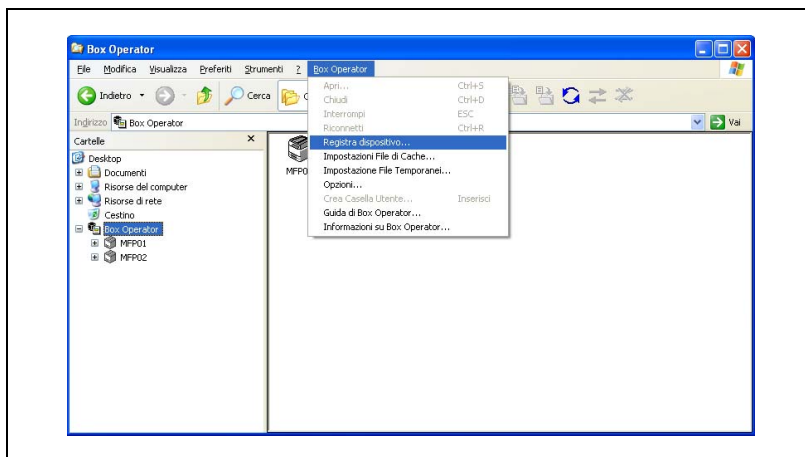 Box Operator
File Modifica Visualizza Preferiti Strumenti ? Box Operator
Indietro Cerca
Indirizzo Box Operator Vai
Cartelle
Desktop
Documenti
Risorse del computer
Risorse di rete
Cestino
Box Operator
MFP01
MFP02
Apri... Ctrl+S
Chiudi Ctrl+D
Interrompi ESC
Riconnetti Ctrl+R
Registra dispositivo...
Impostazioni File di Cache...
Impostazione File Temporanei...
Opzioni...
Crea Casella Utente... Inserisci
Guida di Box Operator...
Informazioni su Box Operator...